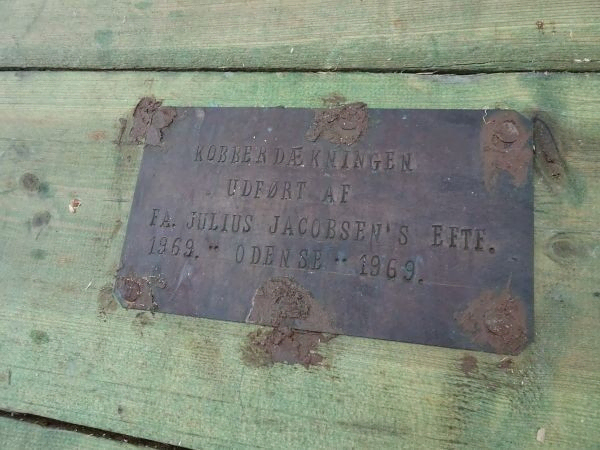 KOBBERDÆKNINGEN
UDFØRT AF
FA. JULIUS JACOBSEN'S EFTF.
1969. " ODENSE " 1969.